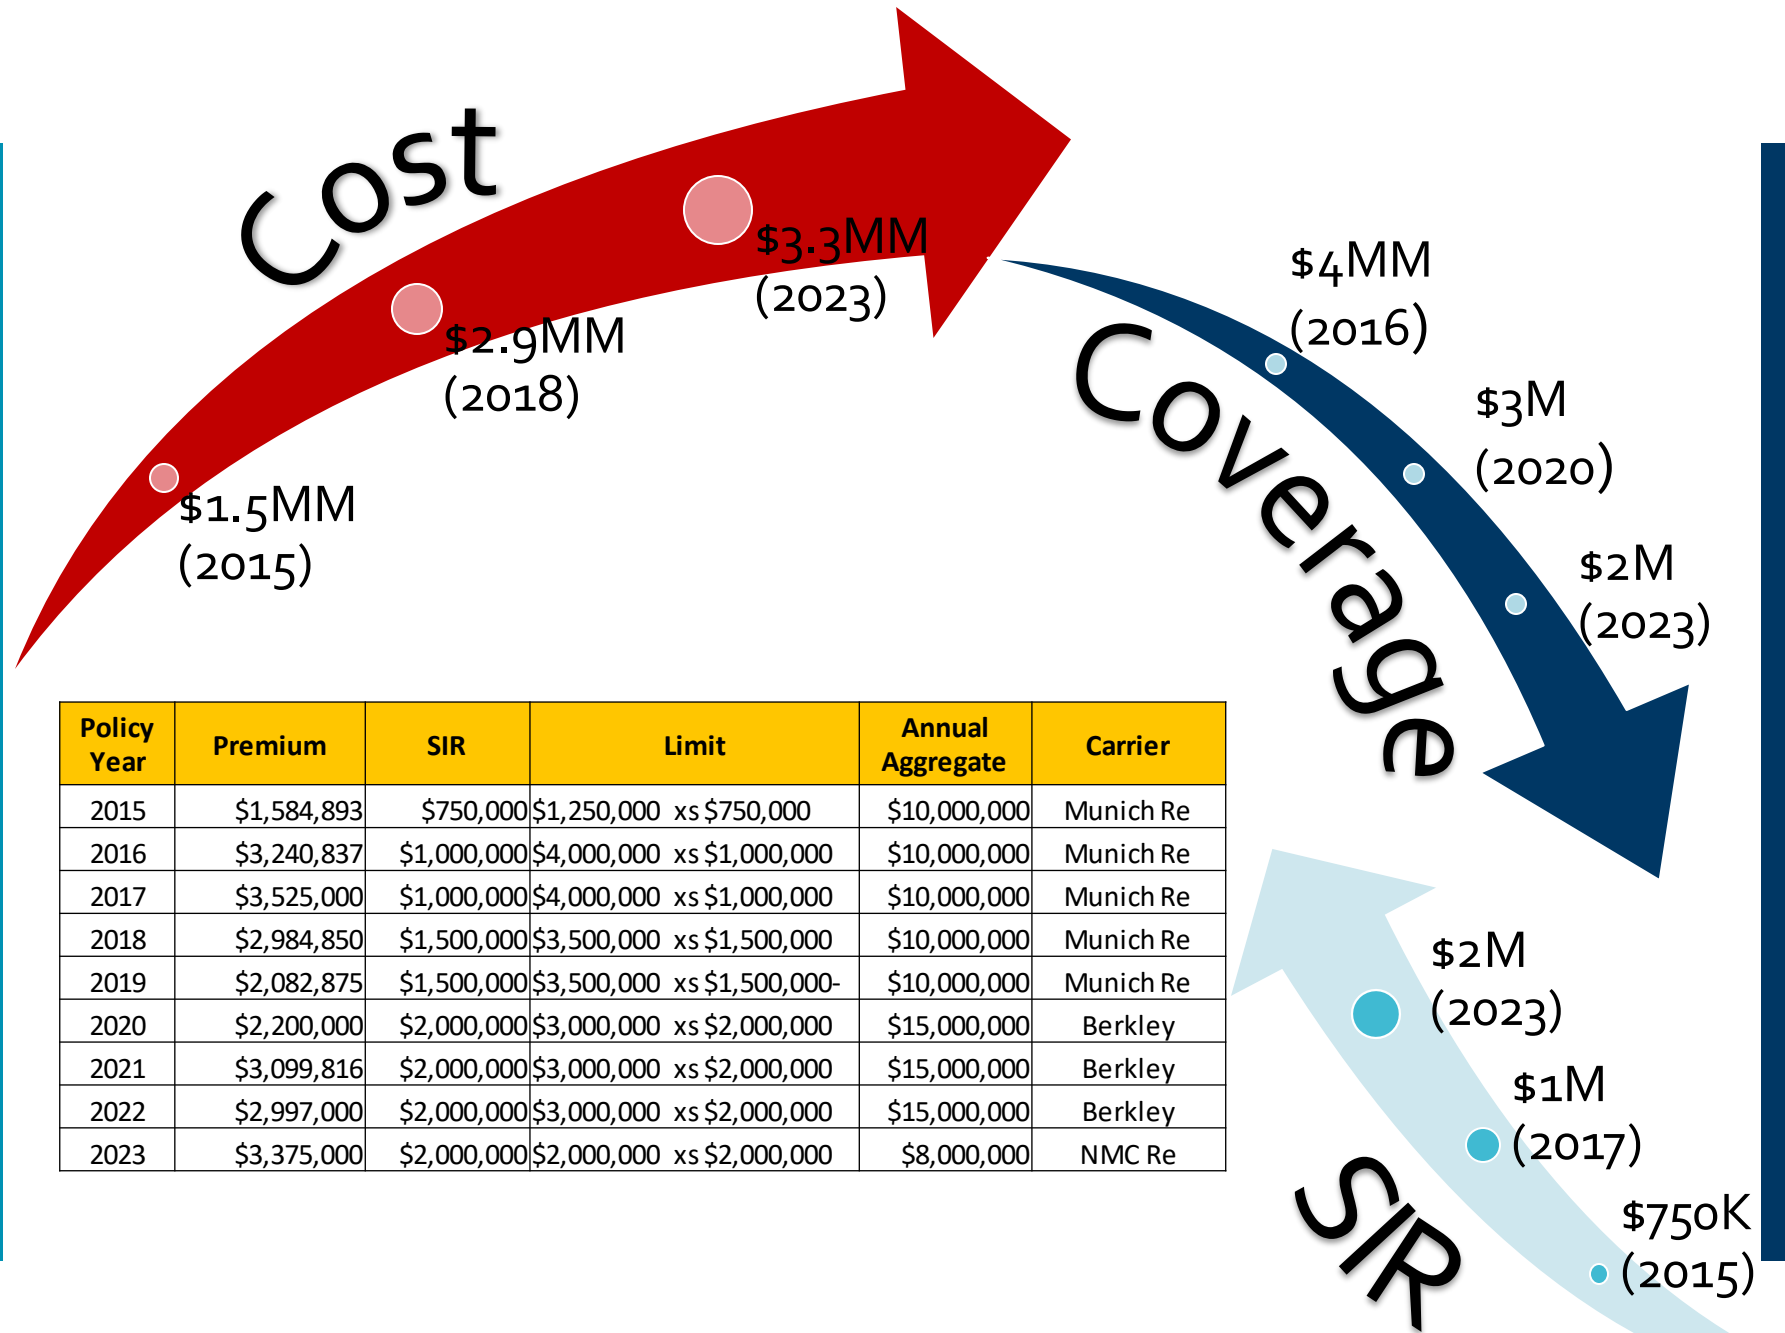 Cost
$1.5MM
(2015)
$2.9MM
(2018)
$3.3MM
(2023)
Coverage
$4MM
(2016)
$3M
(2020)
$2M
(2023)
Policy Year Premium SIR Limit Annual Aggregate Carrier
2015 $1,584,893 $750,000 $1,250,000 xs $750,000 $10,000,000 Munich Re
2016 $3,240,837 $1,000,000 $4,000,000 xs $1,000,000 $10,000,000 Munich Re
2017 $3,525,000 $1,000,000 $4,000,000 xs $1,000,000 $10,000,000 Munich Re
2018 $2,984,850 $1,500,000 $3,500,000 xs $1,500,000 $10,000,000 Munich Re
2019 $2,082,875 $1,500,000 $3,500,000 xs $1,500,000- $10,000,000 Munich Re
2020 $2,200,000 $2,000,000 $3,000,000 xs $2,000,000 $15,000,000 Berkley
2021 $3,099,816 $2,000,000 $3,000,000 xs $2,000,000 $15,000,000 Berkley
2022 $2,997,000 $2,000,000 $3,000,000 xs $2,000,000 $15,000,000 Berkley
2023 $3,375,000 $2,000,000 $2,000,000 xs $2,000,000 $8,000,000 NMC Re
SIR
$2M
(2023)
$1M
(2017)
$750K
(2015)